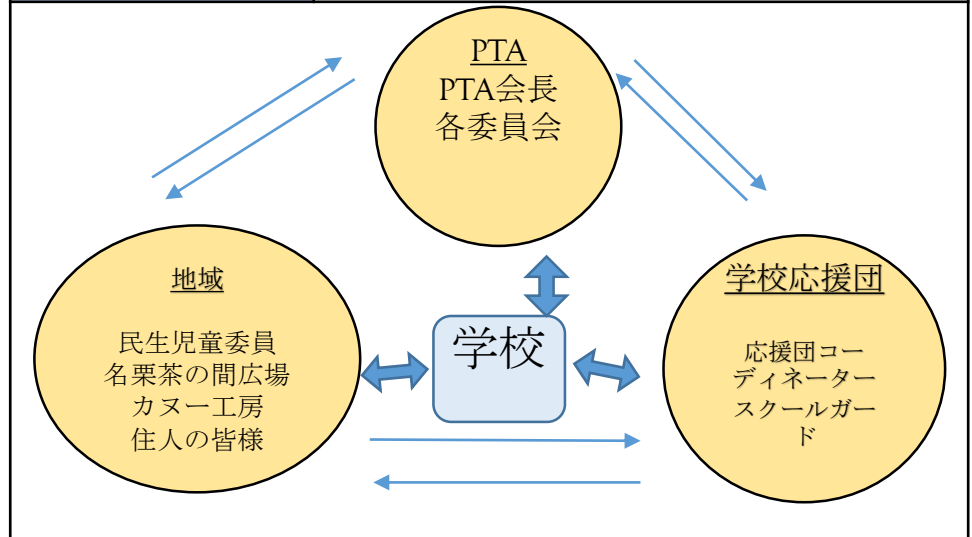 PTA
PTA会長
各委員会
地域
民生児童委員
名栗茶の間広場
カヌー工房
住人の皆様
学校
学校応援団
応援団コー
ディネーター
スクールガー
ド